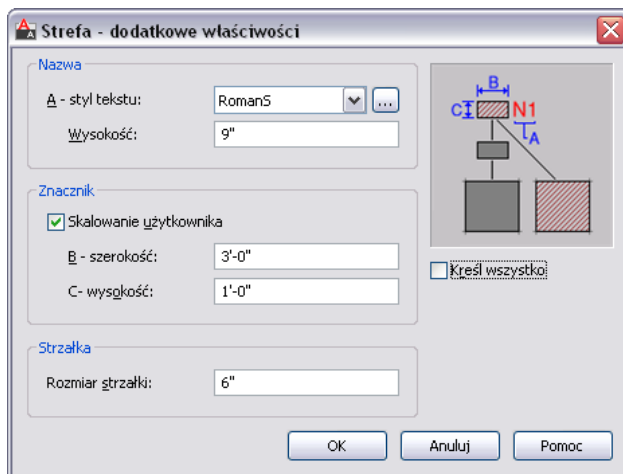 Strefa - dodatkowe właściwości
Nazwa
A - styl tekstu: RomanS ...
Wysokość: 9"
Znacznik
Skalowanie użytkownika
B - szerokość: 3'-0"
C- wysokość: 1'-0"
Strzałka
Rozmiar strzałki: 6"
B
C N1
A
Kreśl wszystko
OK Anuluj Pomoc